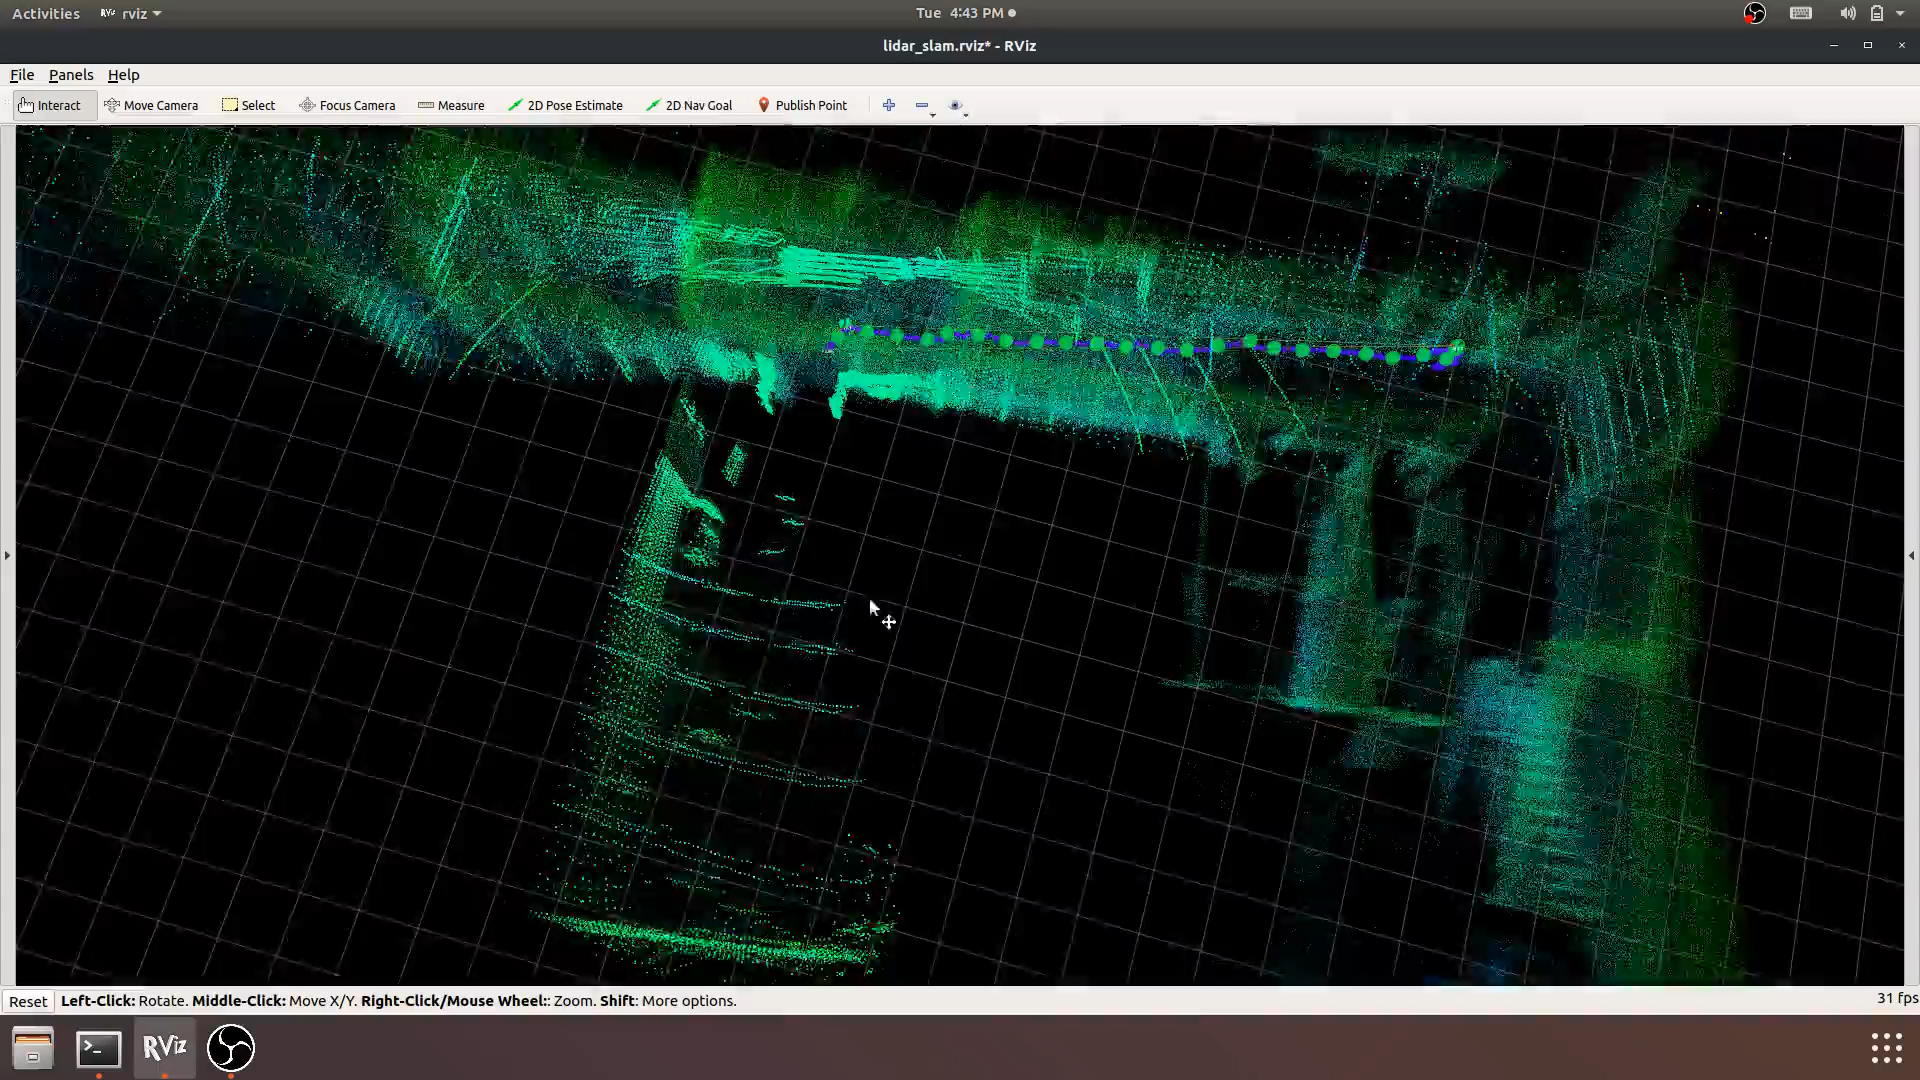 Activities RViz rviz Tue 4:43 PM
lidar_slam.rviz* - RViz
File Panels Help
Interact Move Camera Select Focus Camera Measure 2D Pose Estimate 2D Nav Goal Publish Point
Reset Left-Click: Rotate. Middle-Click: Move X/Y. Right-Click/Mouse Wheel:: Zoom. Shift: More options. 31 fps
>_ RViz